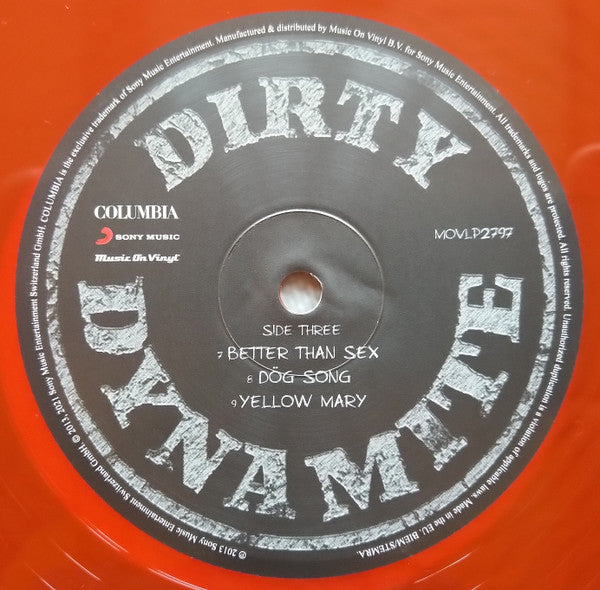 DIRTY
DYNAMITE
COLUMBIA
SONY MUSIC
Music On Vinyl
MOVLP2797
SIDE THREE
7 BETTER THAN SEX
8 DÖG SONG
9 YELLOW MARY
℗ 2013 Sony Music Entertainment Switzerland GmbH. © 2013, 2021 Sony Music Entertainment Switzerland GmbH. COLUMBIA is the exclusive trademark of Sony Music Entertainment. Manufactured & distributed by Music On Vinyl B.V. for Sony Music Entertainment. All trademarks and logos are protected. All rights reserved. Unauthorized duplication is a violation of applicable laws. Made in the EU. BIEM/STEMRA.